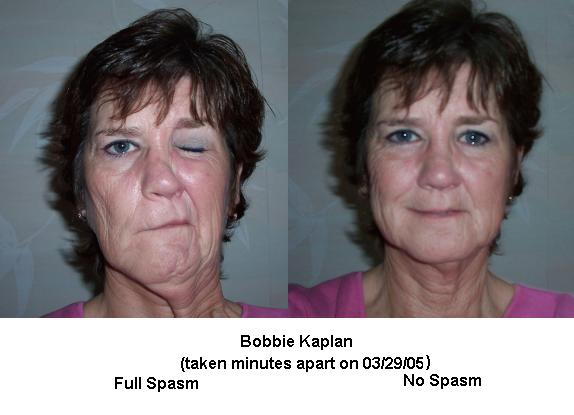 Bobbie Kaplan
(taken minutes apart on 03/29/05)
Full Spasm
No Spasm